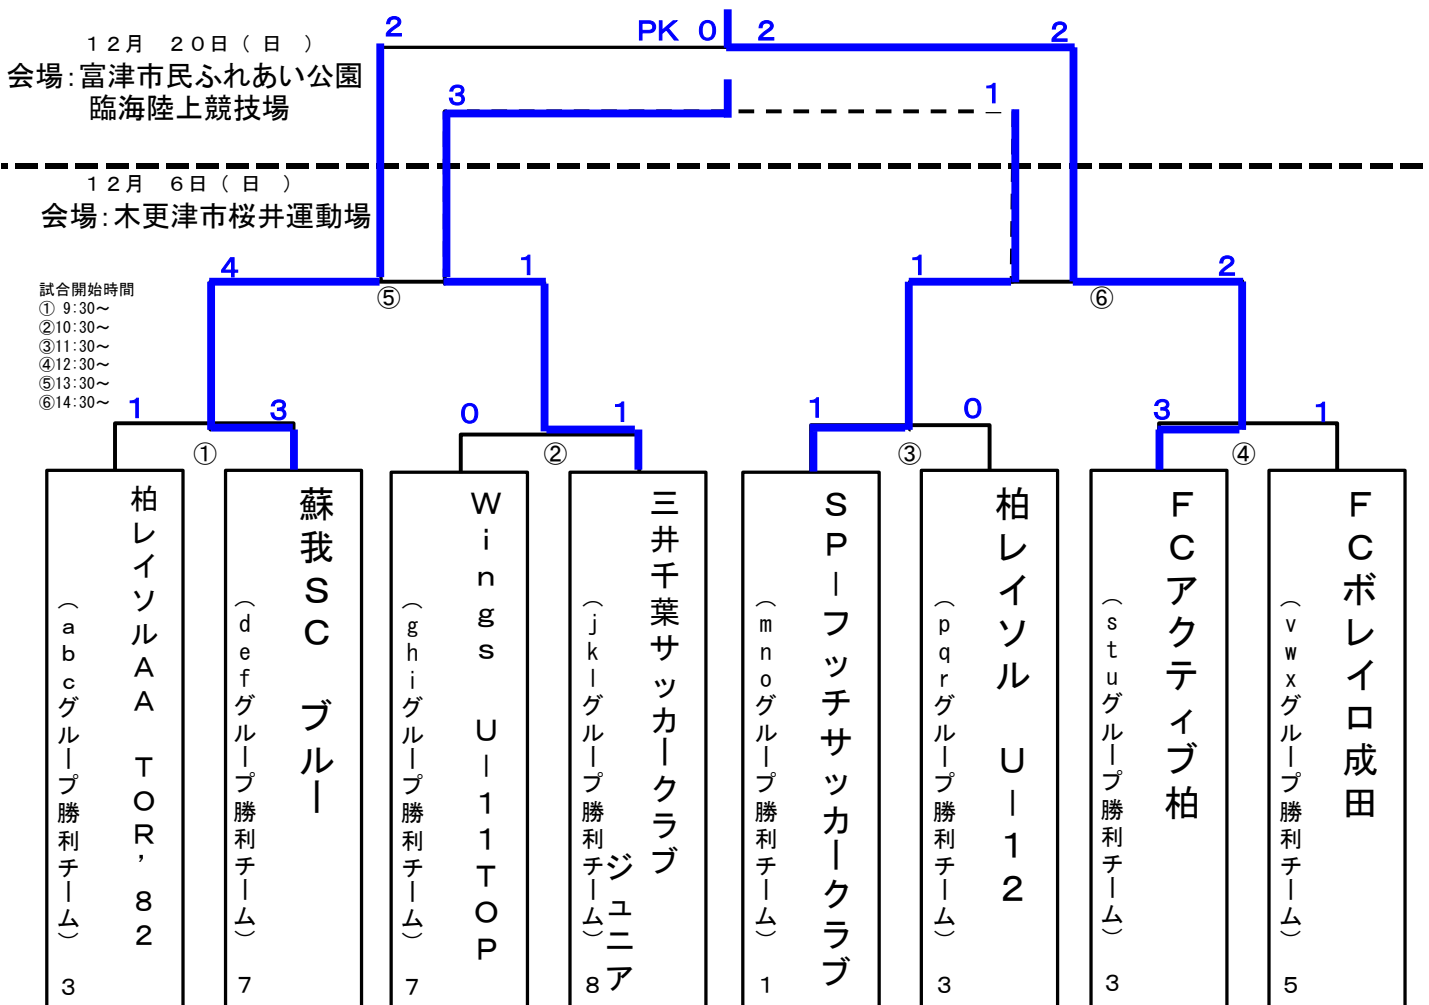 2
PK 0 2
2
12月 20日(日 )
会場:富津市民ふれあい公園
臨海陸上競技場
3
1
12月 6日(日)
会場:木更津市桜井運動場
4
1
1
2
⑤
⑥
試合開始時間
① 9:30~
②10:30~
③11:30~
④12:30~
⑤13:30~
⑥14:30~
1
3
0
1
1
0
3
1
①
②
③
④
柏レイソルAA TOR'82
(abcグループ勝利チーム) 3
蘇我SC ブルー
(defグループ勝利チーム) 7
Wings U-11TOP
(ghiグループ勝利チーム) 7
三井千葉サッカークラブ
ジュニア
(jklグループ勝利チーム) 8
SP-フッチサッカークラブ
(mnoグループ勝利チーム) 1
柏レイソル U-12
(pqrグループ勝利チーム) 3
FCアクティブ柏
(stuグループ勝利チーム) 3
FCボレイロ成田
(vwxグループ勝利チーム) 5